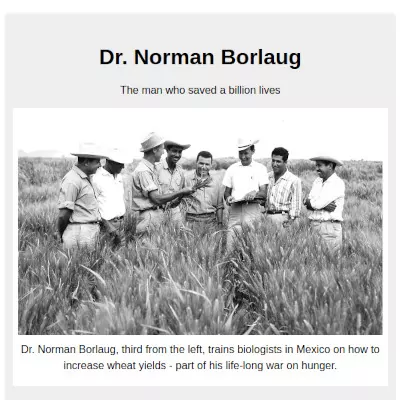 Dr. Norman Borlaug
The man who saved a billion lives
Dr. Norman Borlaug, third from the left, trains biologists in Mexico on how to
increase wheat yields - part of his life-long war on hunger.